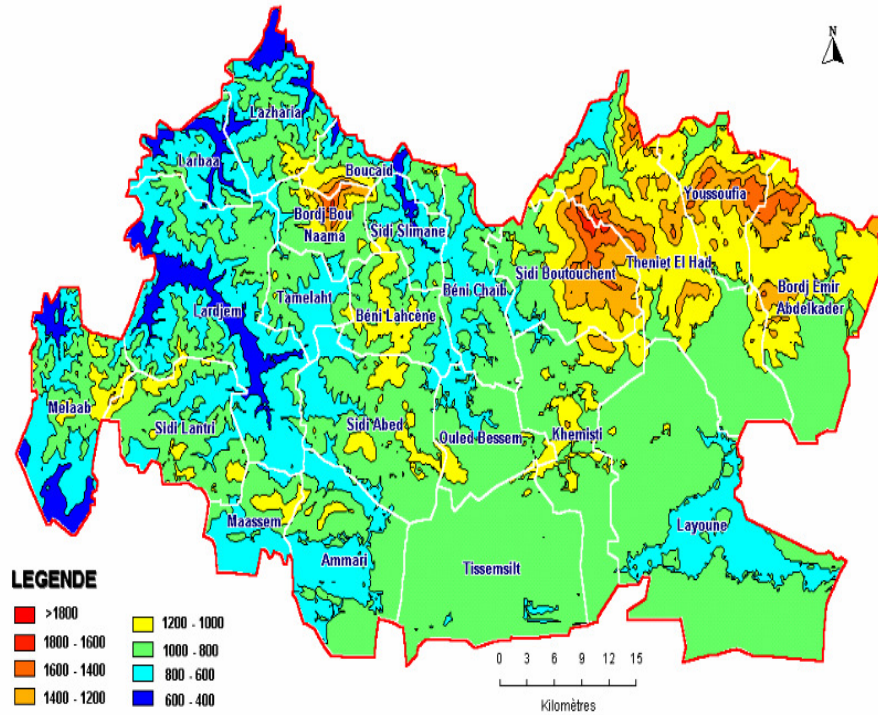 N
Lazharia
Larbaa
Boucaid
Youssoufia
Bordj Bou
Naama
Sidi Slimane
Sidi Boutouchent
Theniet El Had
Tamelaht
Béni Chaib
Bordj Emir
Abdelkader
Lardjem
Béni Lahcène
Melaab
Sidi Lantri
Sidi Abed
Ouled Bessem
Khemisti
Maassem
Layoune
Ammari
Tissemsilt
LEGENDE
>1800
1800 - 1600
1600 - 1400
1400 - 1200
1200 - 1000
1000 - 800
800 - 600
600 - 400
0 3 6 9 12 15
Kilomètres